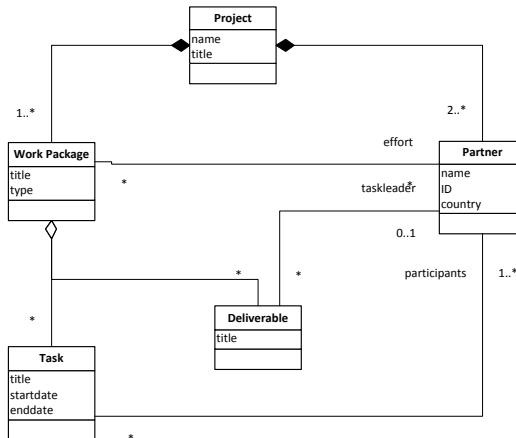 Project
name
title
1..*
2..*
effort
Work Package
title
type
*
Partner
name
ID
country
*
taskleader
0..1
participants
1..*
*
*
*
Deliverable
title
Task
title
startdate
enddate
*